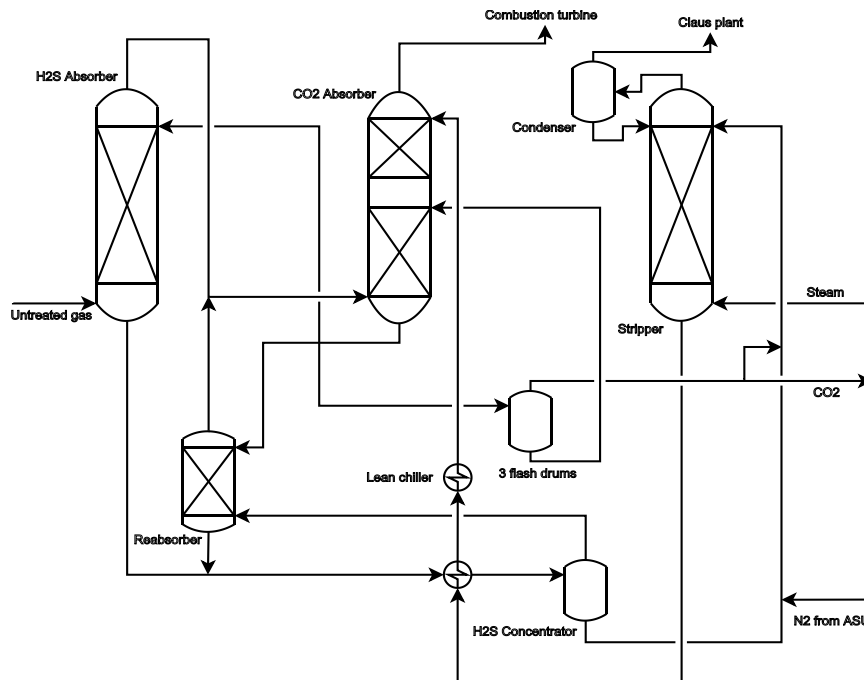 Combustion turbine
Claus plant
H2S Absorber
CO2 Absorber
Condenser
Steam
Untreated gas
Stripper
CO2
Lean chiller
3 flash drums
Reabsorber
N2 from ASU
H2S Concentrator